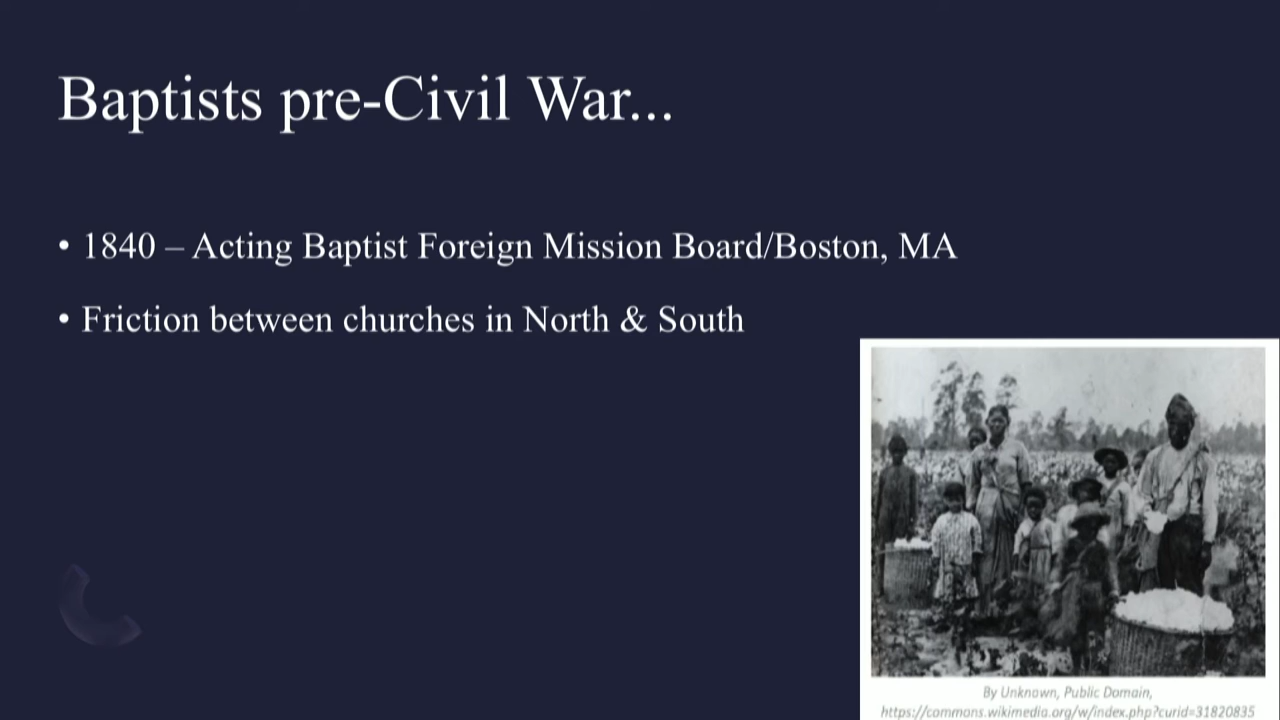 Baptists pre-Civil War...
• 1840 – Acting Baptist Foreign Mission Board/Boston, MA
• Friction between churches in North & South
By Unknown, Public Domain,
https://commons.wikimedia.org/w/index.php?curid=31820835